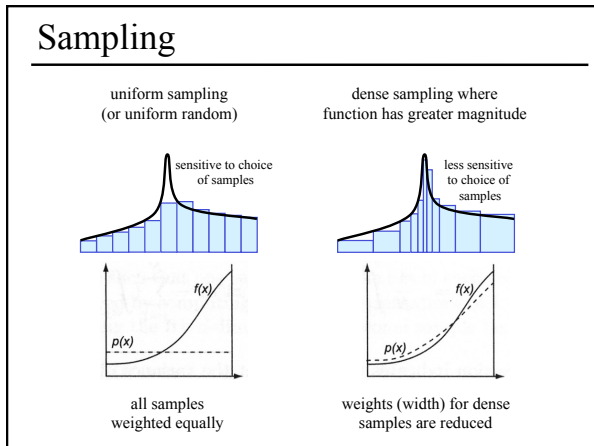 Sampling
uniform sampling
(or uniform random)
sensitive to choice
of samples
f(x)
p(x)
all samples
weighted equally
dense sampling where
function has greater magnitude
less sensitive
to choice of
samples
f(x)
p(x)
weights (width) for dense
samples are reduced